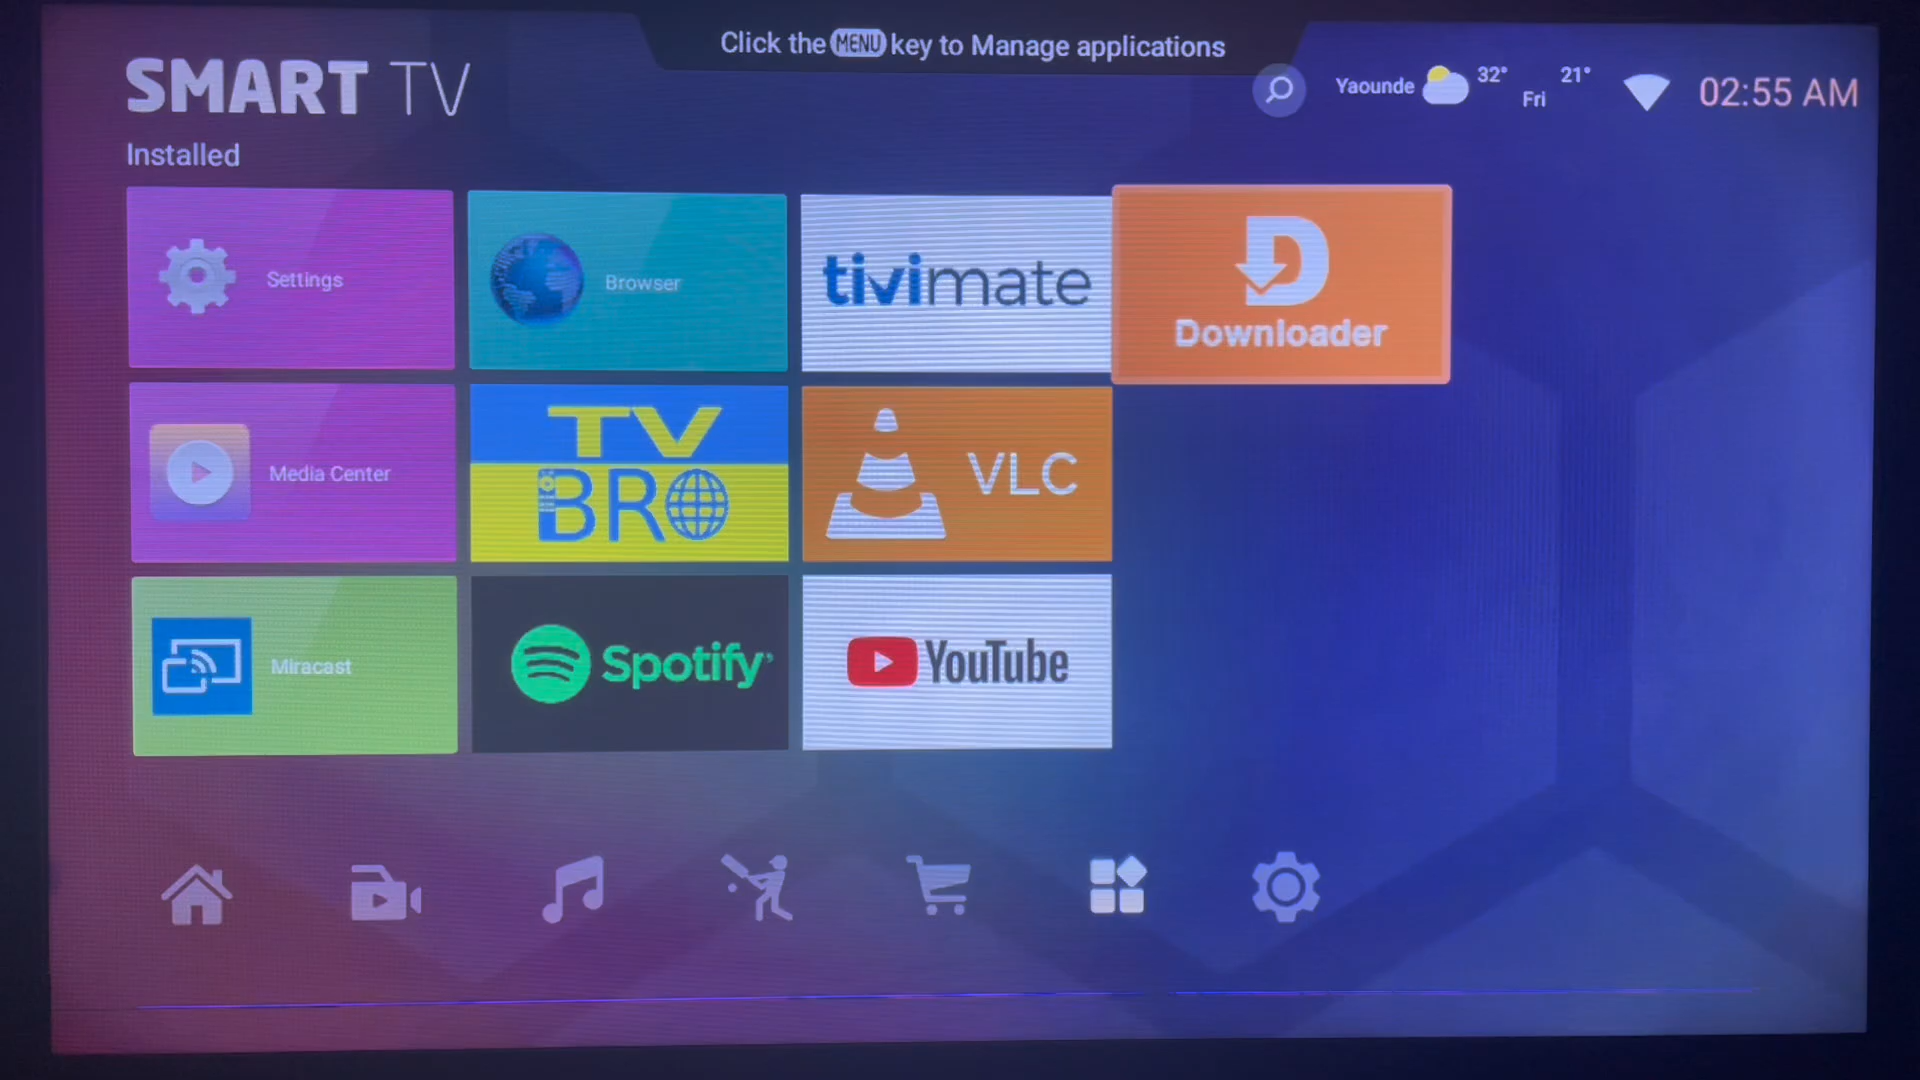 Click the MENU key to Manage applications
SMART TV
Yaounde 32° Fri 21° 02:55 AM
Installed
Settings
Browser
tivimate
D
Downloader
Media Center
TV
BRO
VLC
Miracast
Spotify
YouTube